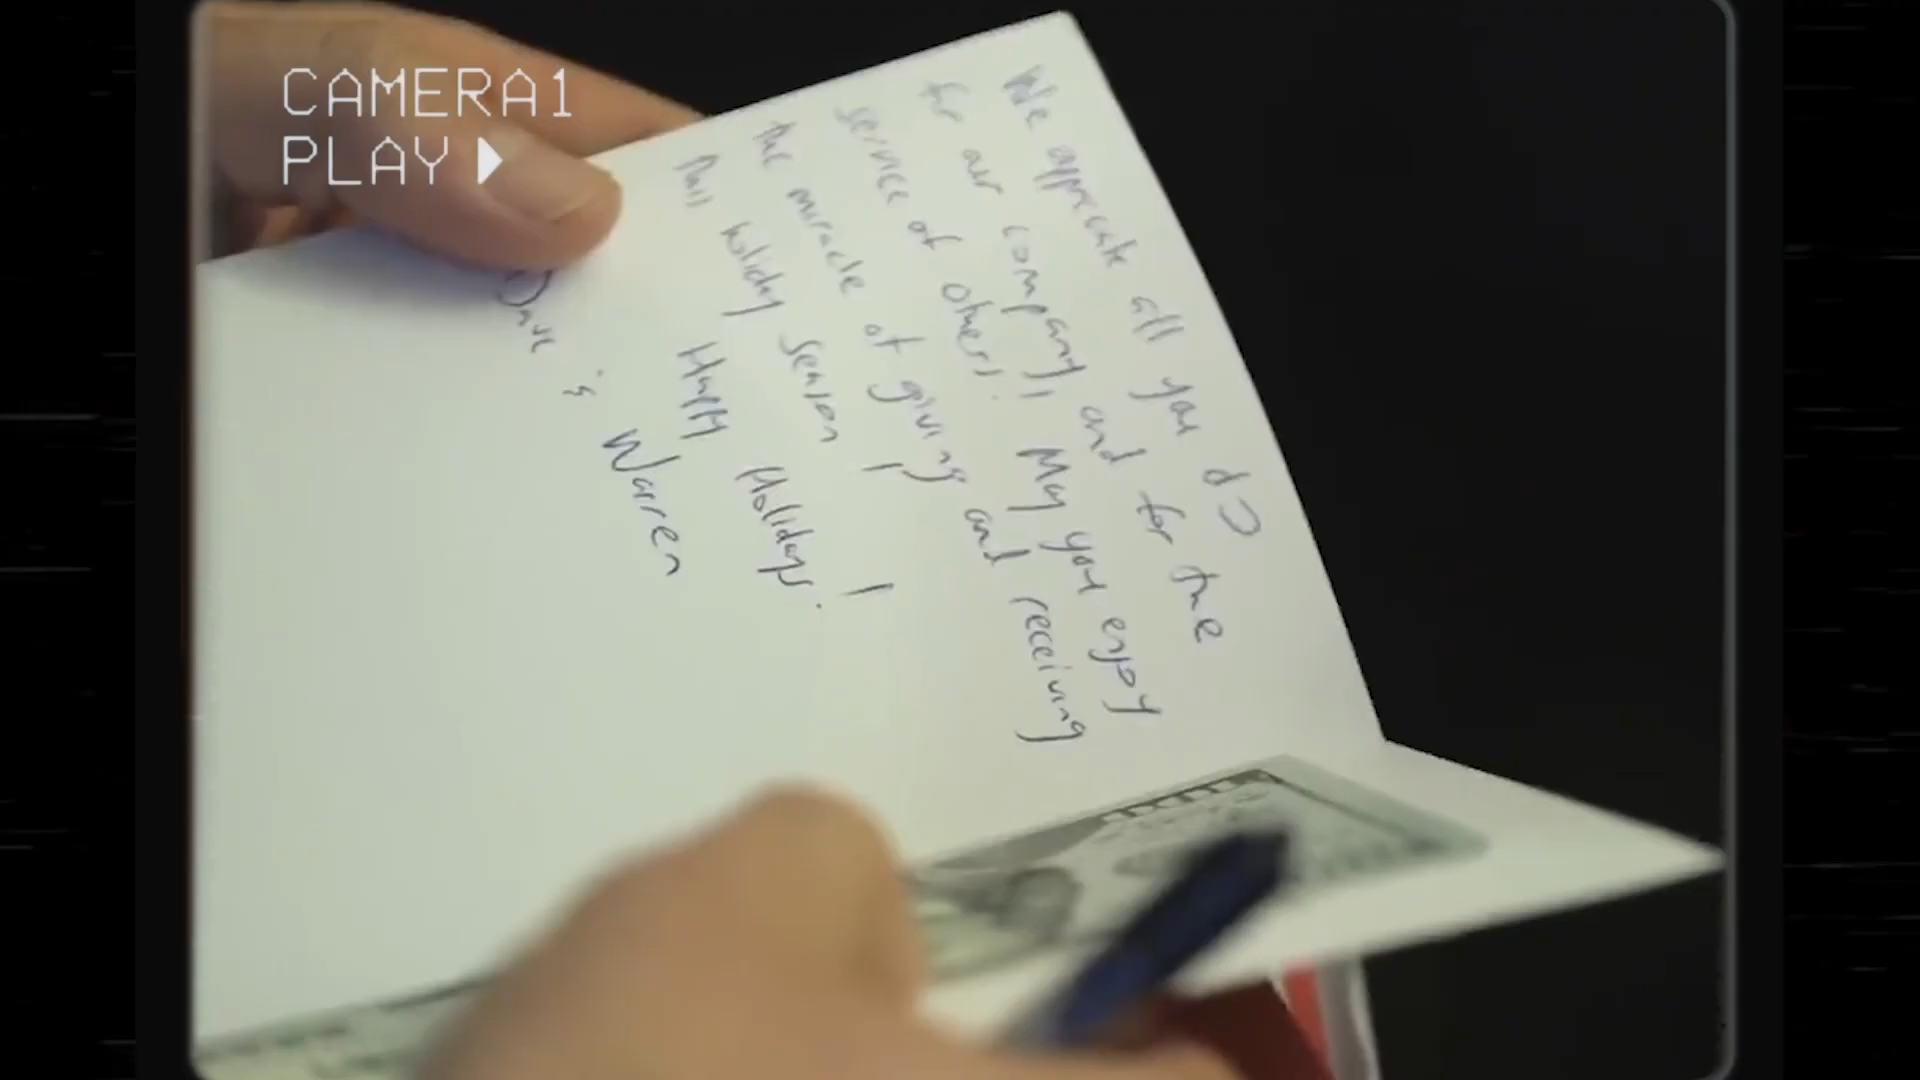 CAMERA1
PLAY
We appreciate all you do
for our company, and for the
service of others! May you enjoy
the miracle of giving and receiving
this holiday season!
Happy Holidays!
Dave & Warren